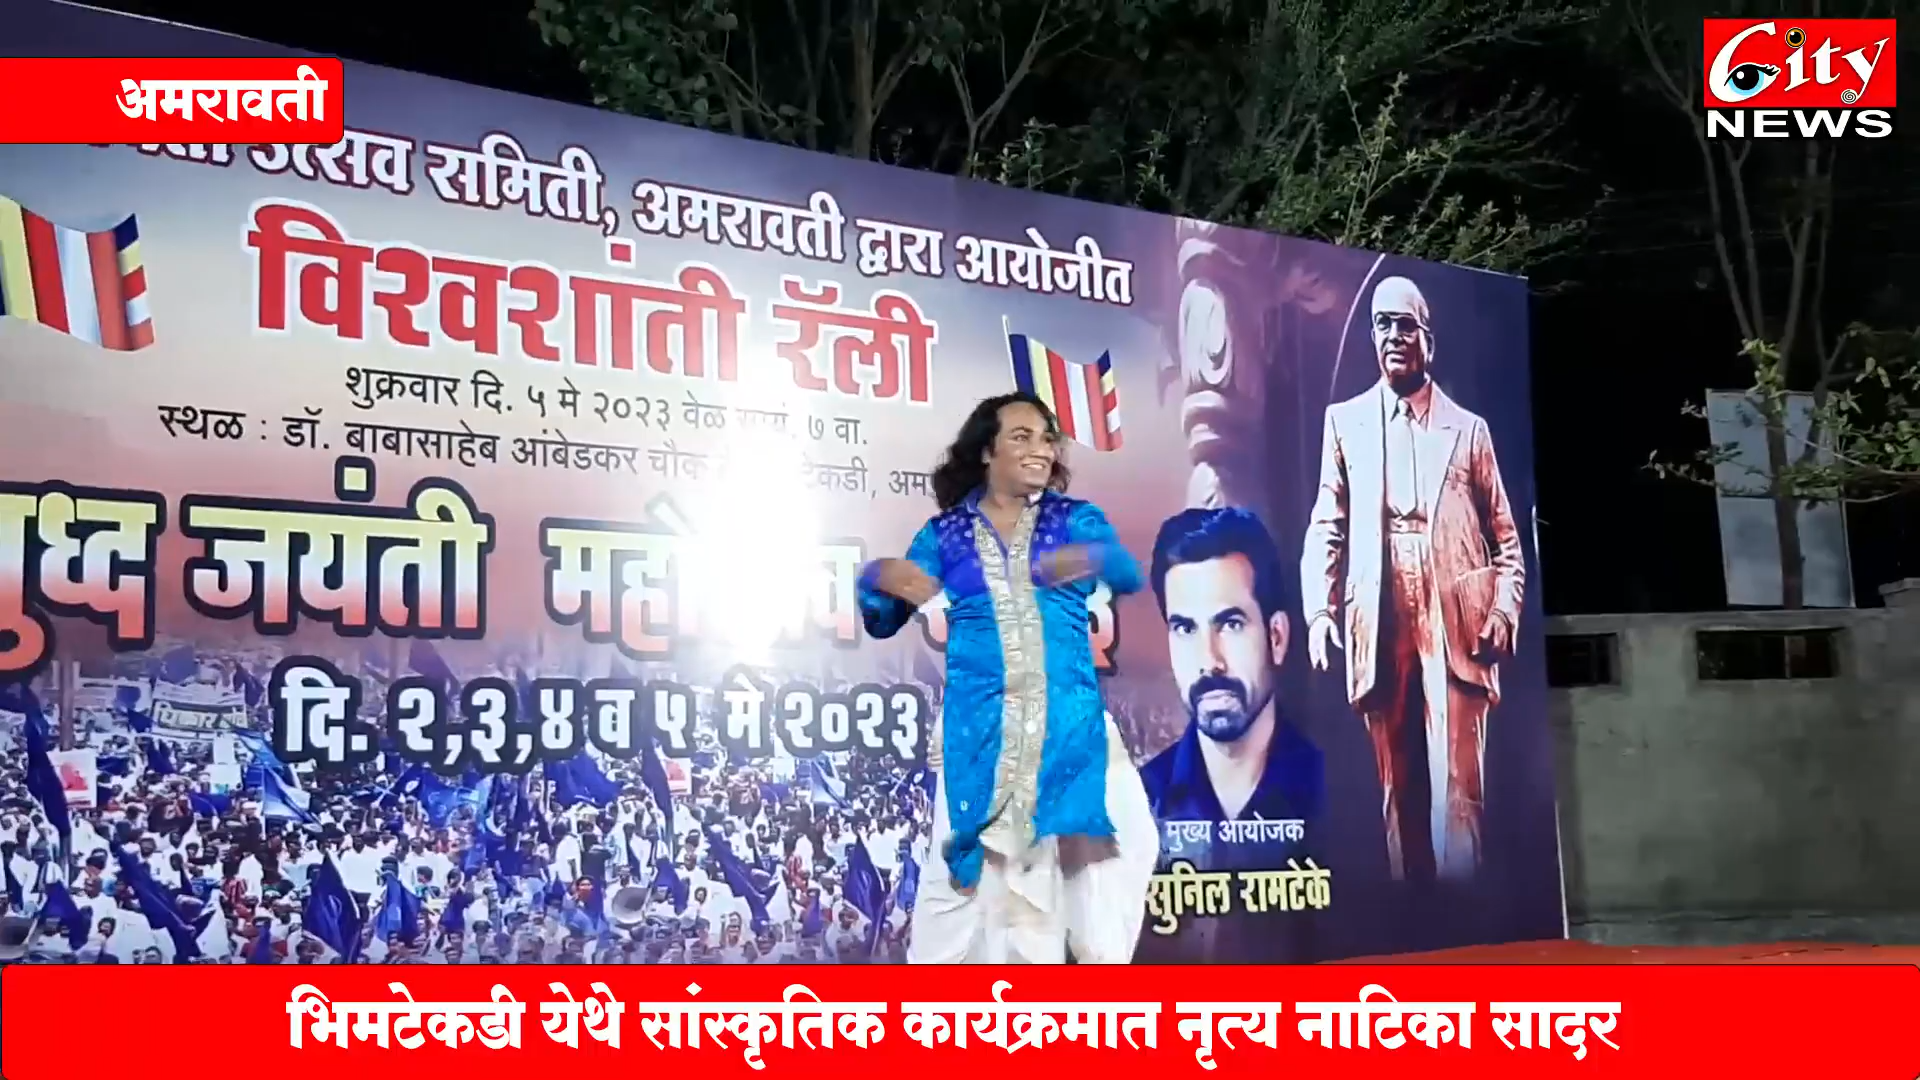 अमरावती
City
NEWS
उत्सव समिती, अमरावती द्वारा आयोजीत
विश्वशांती रॅली
शुक्रवार दि. ५ मे २०२३ वेळ सायं. ७ वा.
स्थळ : डॉ. बाबासाहेब आंबेडकर चौक
जयंती
दि. २,३,४ व ५ मे २०२३
मुख्य आयोजक
सुनिल रामटेके
भिमटेकडी येथे सांस्कृतिक कार्यक्रमात नृत्य नाटिका सादर